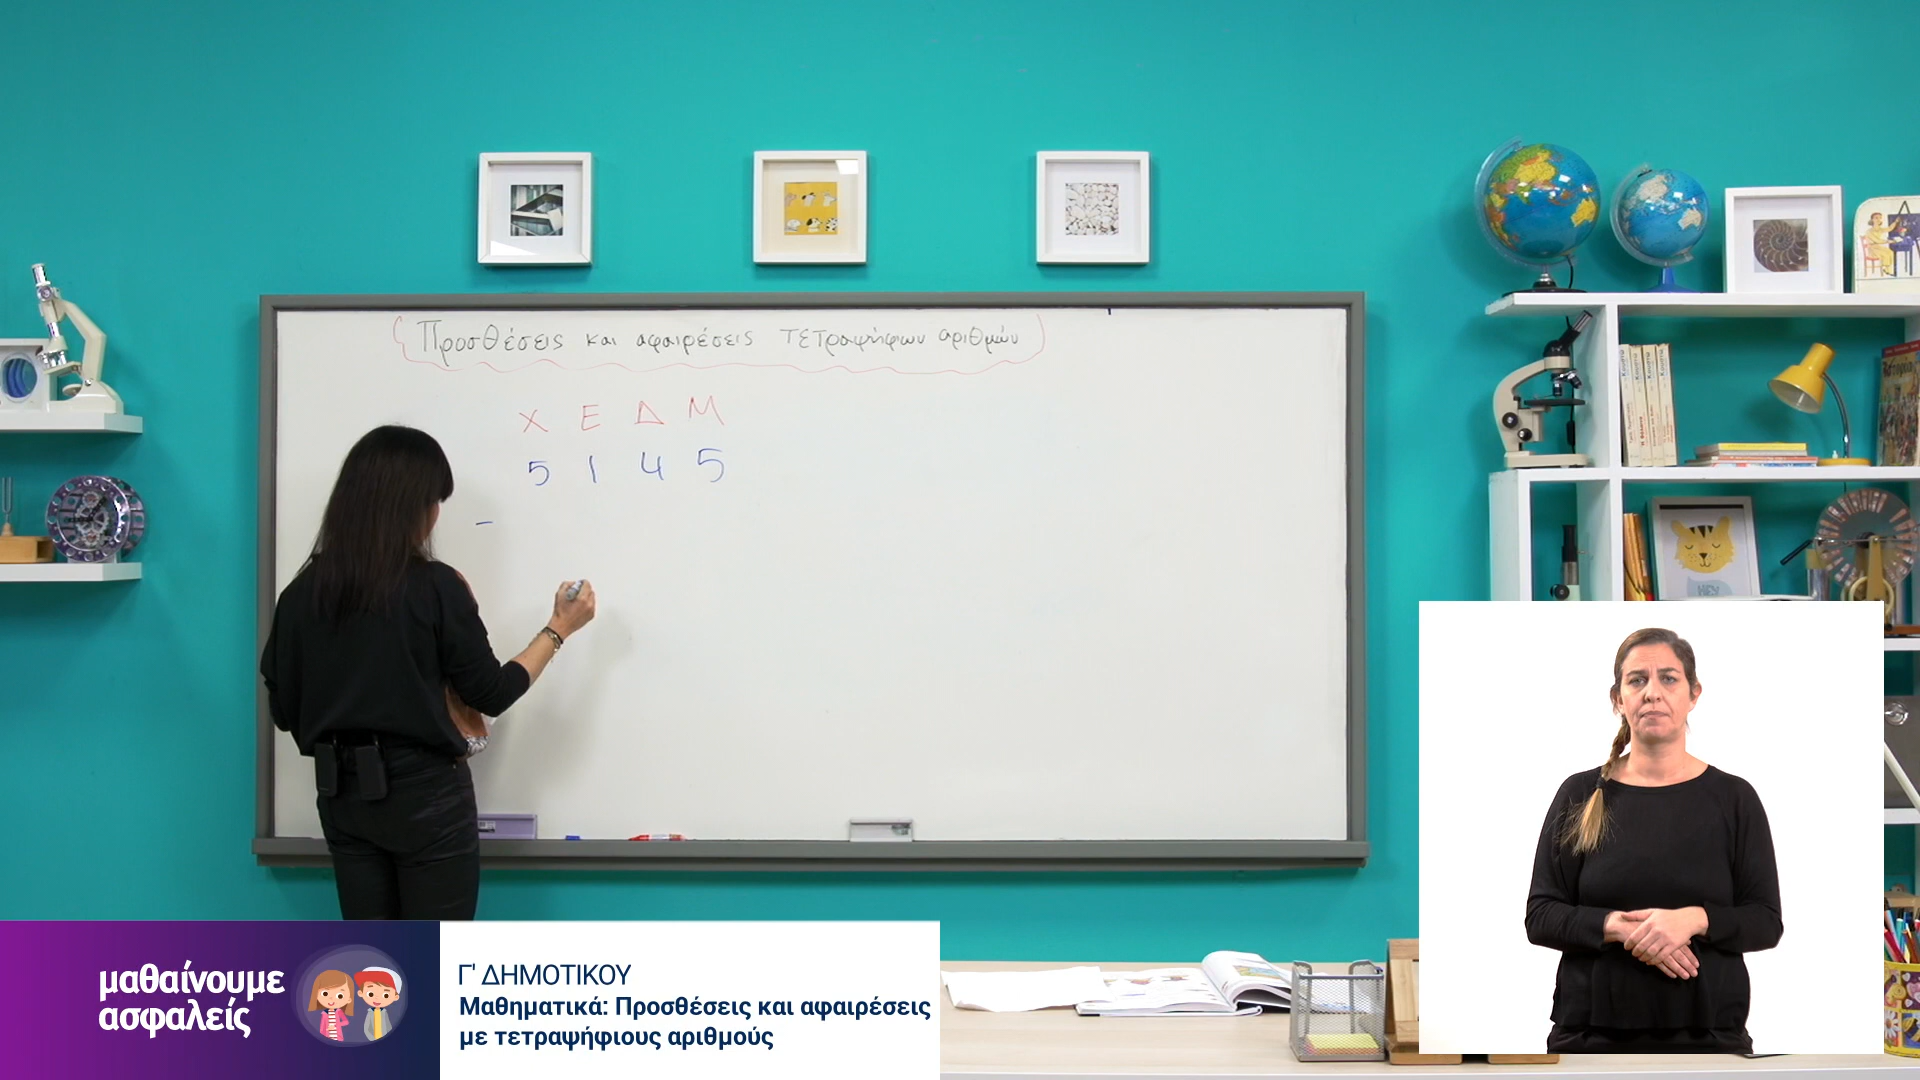 Προσθέσεις και αφαιρέσεις τετραψήφιων αριθμών
Χ Ε Δ Μ
5 1 4 5
-
HEY
μαθαίνουμε
ασφαλείς
Γ' ΔΗΜΟΤΙΚΟΥ
Μαθηματικά: Προσθέσεις και αφαιρέσεις
με τετραψήφιους αριθμούς